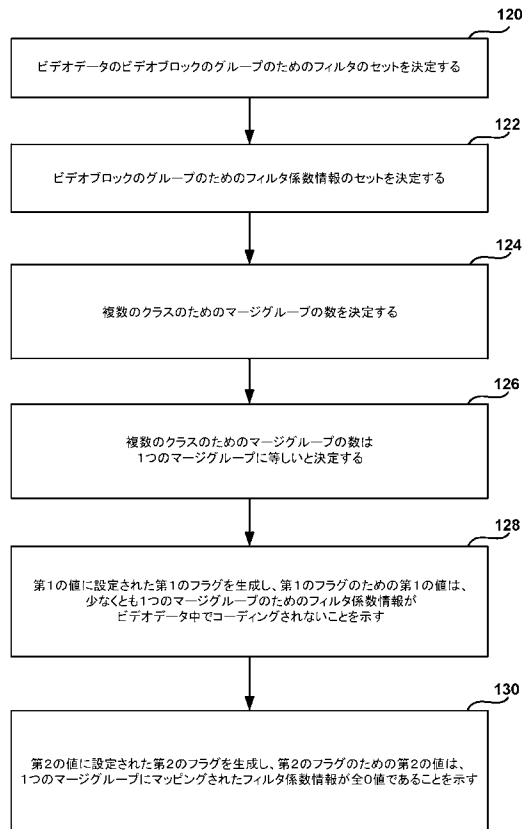 120
ビデオデータのビデオブロックのグループのためのフィルタのセットを決定する
122
ビデオブロックのグループのためのフィルタ係数情報のセットを決定する
124
複数のクラスのためのマージグループの数を決定する
126
複数のクラスのためのマージグループの数は
1つのマージグループに等しいと決定する
128
第1の値に設定された第1のフラグを生成し、第1のフラグのための第1の値は、
少なくとも1つのマージグループのためのフィルタ係数情報が
ビデオデータ中でコーディングされないことを示す
130
第2の値に設定された第2のフラグを生成し、第2のフラグのための第2の値は、
1つのマージグループにマッピングされたフィルタ係数情報が全0値であることを示す